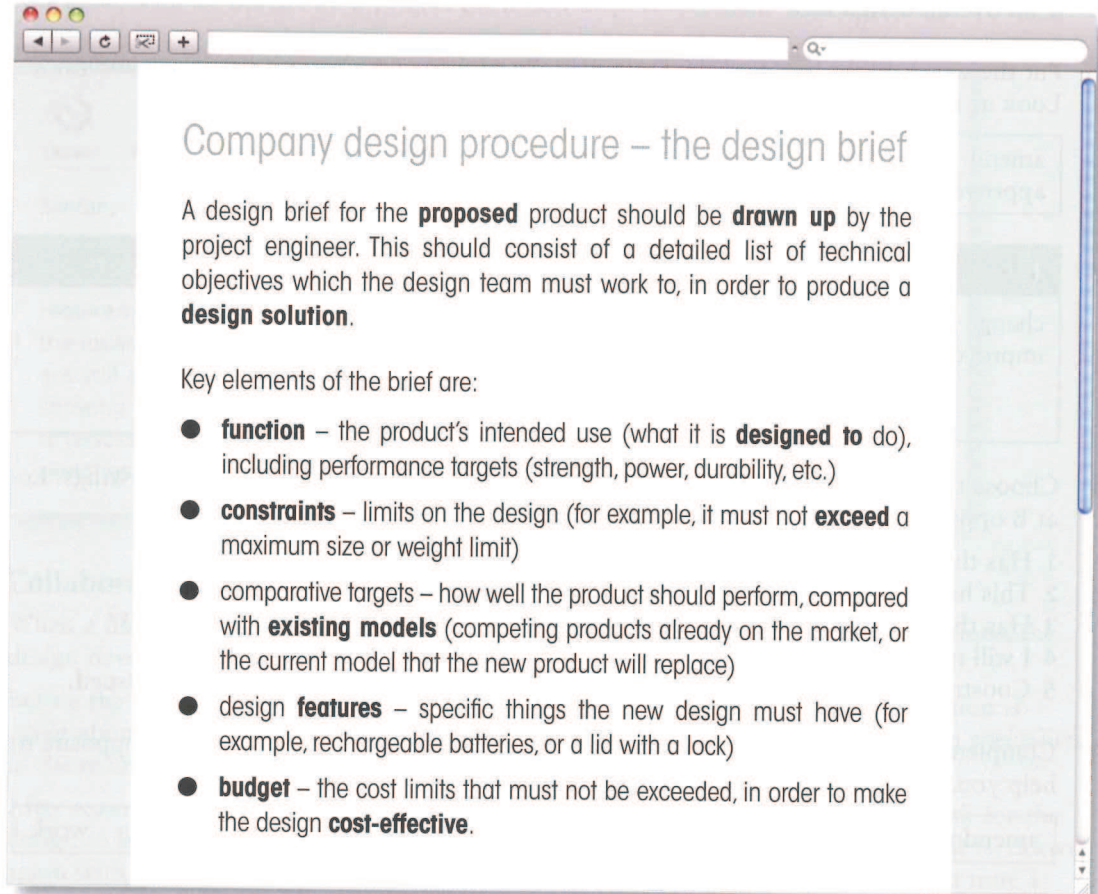 Company design procedure – the design brief
A design brief for the proposed product should be drawn up by the
project engineer. This should consist of a detailed list of technical
objectives which the design team must work to, in order to produce a
design solution.
Key elements of the brief are:
● function – the product's intended use (what it is designed to do),
including performance targets (strength, power, durability, etc.)
● constraints – limits on the design (for example, it must not exceed a
maximum size or weight limit)
● comparative targets – how well the product should perform, compared
with existing models (competing products already on the market, or
the current model that the new product will replace)
● design features – specific things the new design must have (for
example, rechargeable batteries, or a lid with a lock)
● budget – the cost limits that must not be exceeded, in order to make
the design cost-effective.